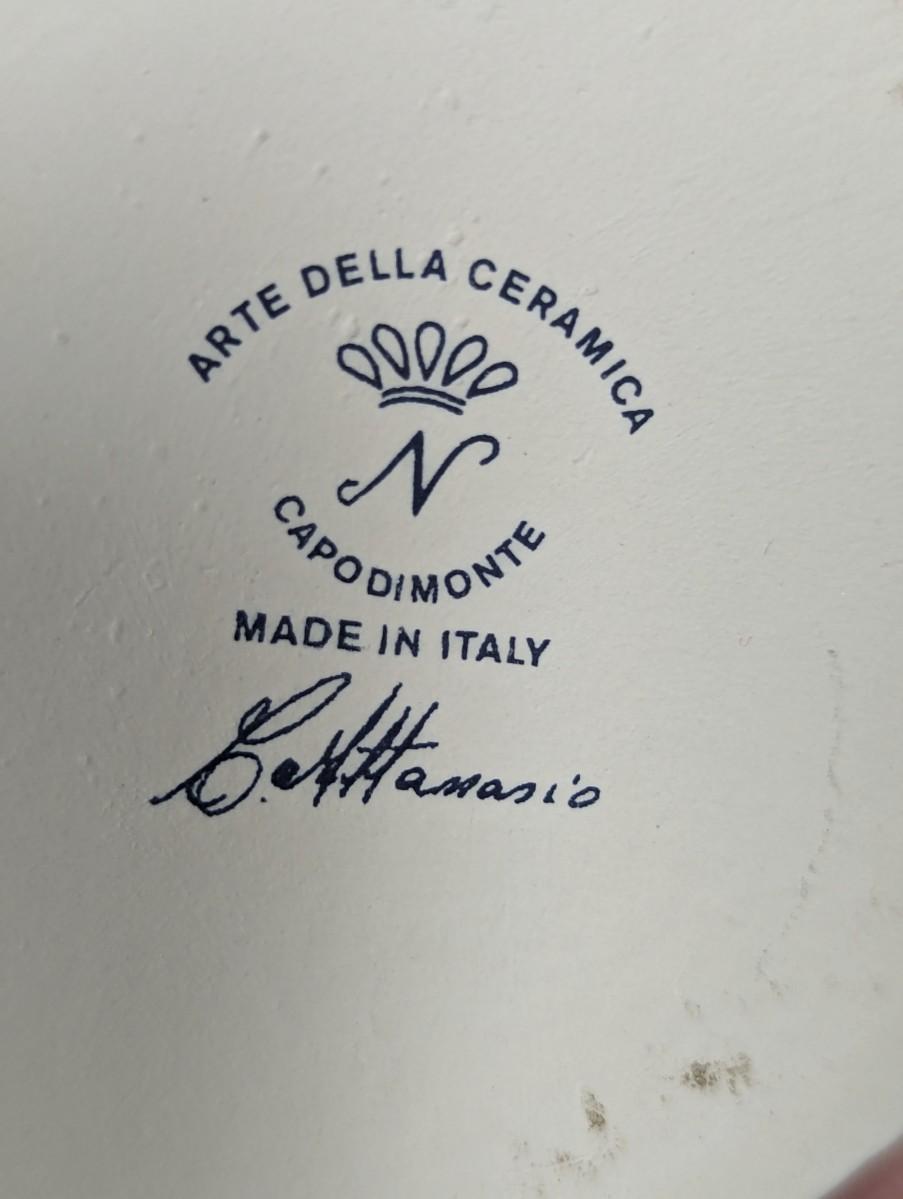 ARTE DELLA CERAMICA
N
CAPODIMONTE
MADE IN ITALY
C. Attanasio